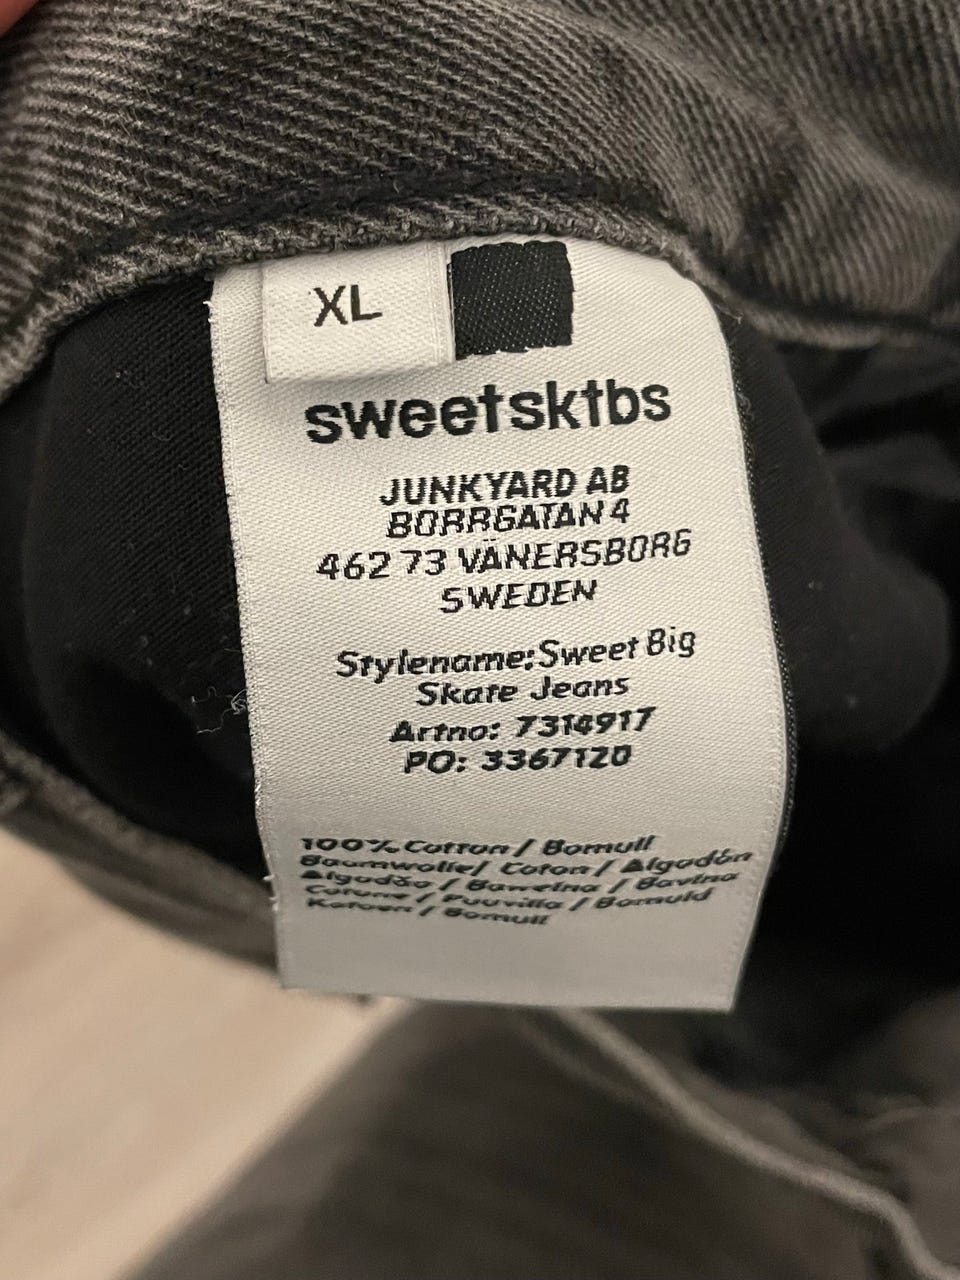 XL
sweetsktbs
JUNKYARD AB
BORRGATAN 4
462 73 VÄNERSBORG
SWEDEN
Stylename:Sweet Big
Skate Jeans
Artno: 7314917
PO: 3367120
100% Cotton / Bomull
Baumwolle/ Coton / Algodón
Algodão / Bawełna / Bavlna
Cotone / Puuvilla / Bomuld
Katoen / Bomull